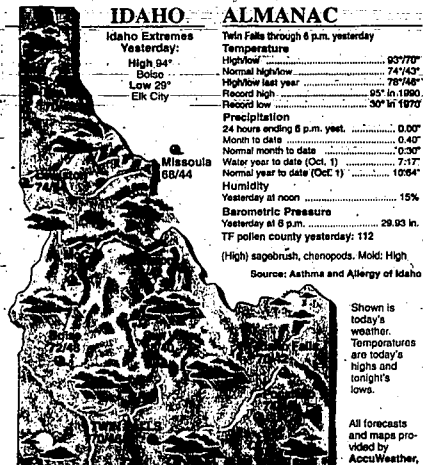 IDAHO
Idaho Extremes
Yesterday:
High 94°
Boise
Low 29°
Elk City
Missoula
68/44
ALMANAC
Twin Falls through 6 p.m. yesterday
Temperature
High/low 93°/70°
Normal high/low 74°/43°
High/low last year 78°/46°
Record high 95° in 1990
Record low 30° in 1970
Precipitation
24 hours ending 6 p.m. yest. 0.00"
Month to date 0.40"
Normal month to date 0:30"
Water year to date (Oct. 1) 7:17"
Normal year to date (Oct. 1) 10:64"
Humidity
Yesterday at noon 15%
Barometric Pressure
Yesterday at 6 p.m. 29.93 in.
TF pollen county yesterday: 112
(High) sagebrush, chenopods. Mold: High
Source: Asthma and Allergy of Idaho
Shown is
today's
weather.
Temperatures
are today's
highs and
tonight's
lows.
All forecasts
and maps pro-
vided by
AccuWeather,
Boise
TWIN FALLS